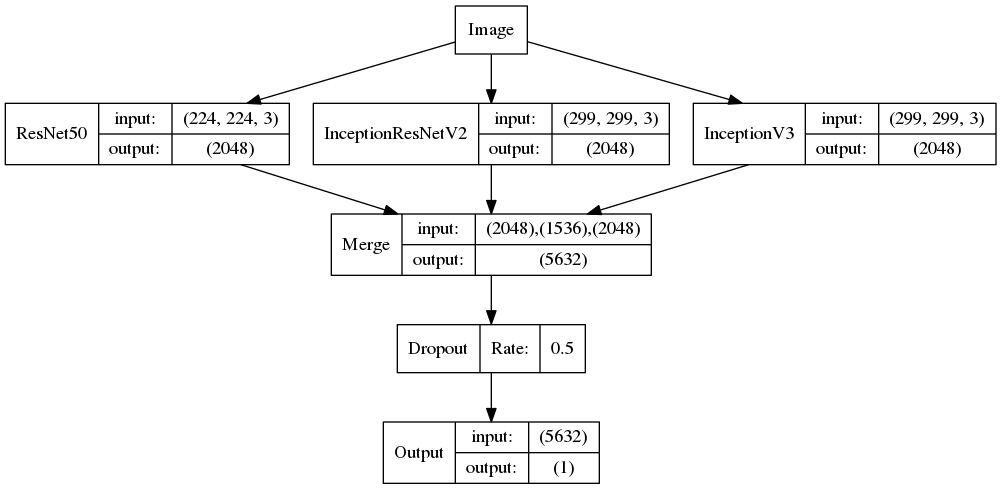 Image
ResNet50 input: (224, 224, 3)
output: (2048)
InceptionResNetV2 input: (299, 299, 3)
output: (2048)
InceptionV3 input: (299, 299, 3)
output: (2048)
Merge input: (2048),(1536),(2048)
output: (5632)
Dropout Rate: 0.5
Output input: (5632)
output: (1)